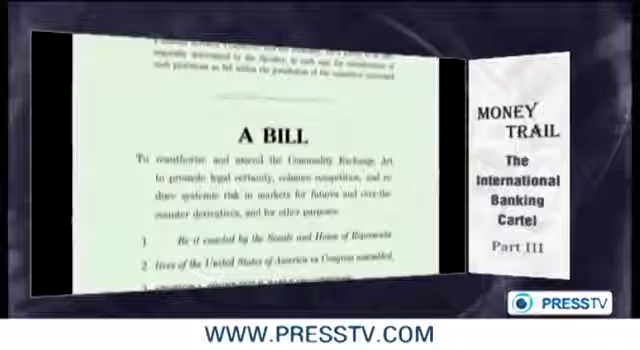 A BILL
To reauthorize and amend the Commodity Exchange Act
to promote legal certainty, enhance competition, and re
duce systemic risk in markets for futures and over-the-
counter derivatives, and for other purposes
1 Be it enacted by the Senate and House of Representa
2 tives of the United States of America in Congress assembled,
3
MONEY
TRAIL
The
International
Banking
Cartel
Part III
PRESSTV
WWW.PRESSTV.COM